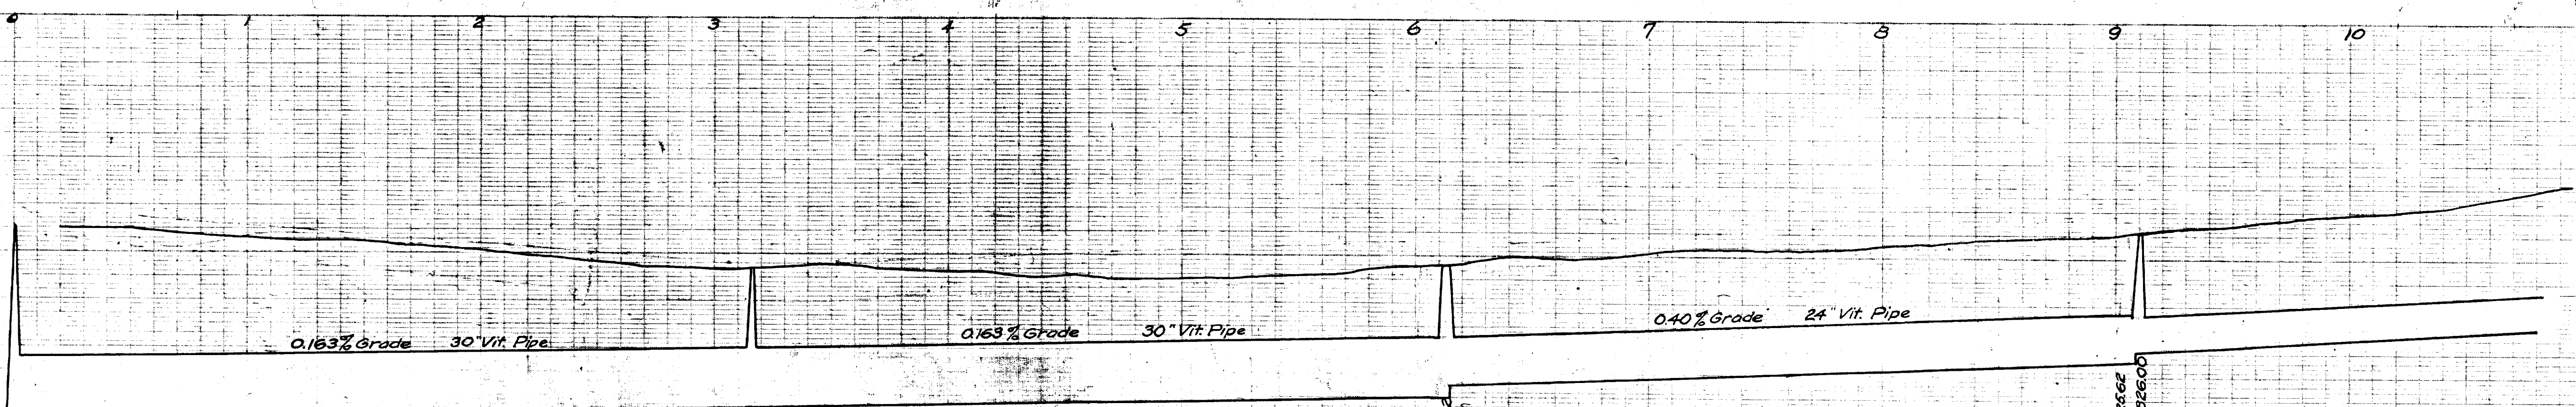 0 1 2 3 4 5 6 7 8 9 10
0.163% Grade 30" Vit. Pipe
0.163% Grade 30" Vit. Pipe
0.40% Grade 24" Vit. Pipe
826.00